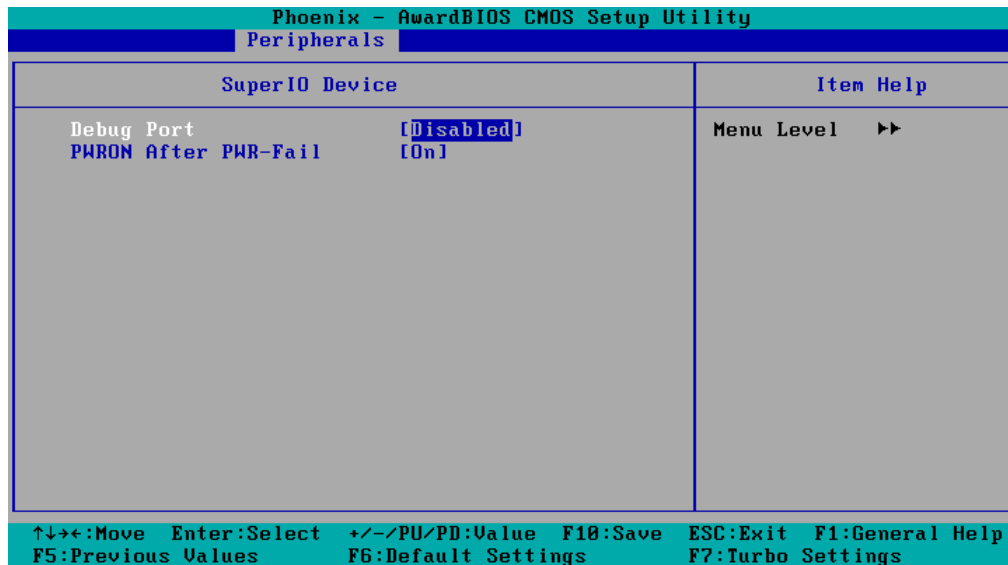 Phoenix - AwardBIOS CMOS Setup Utility
Peripherals
SuperIO Device
Item Help
Debug Port [Disabled]
Menu Level ▶▶
PWRON After PWR-Fail [On]
↑↓→←:Move Enter:Select +/-/PU/PD:Value F10:Save ESC:Exit F1:General Help
F5:Previous Values F6:Default Settings F7:Turbo Settings